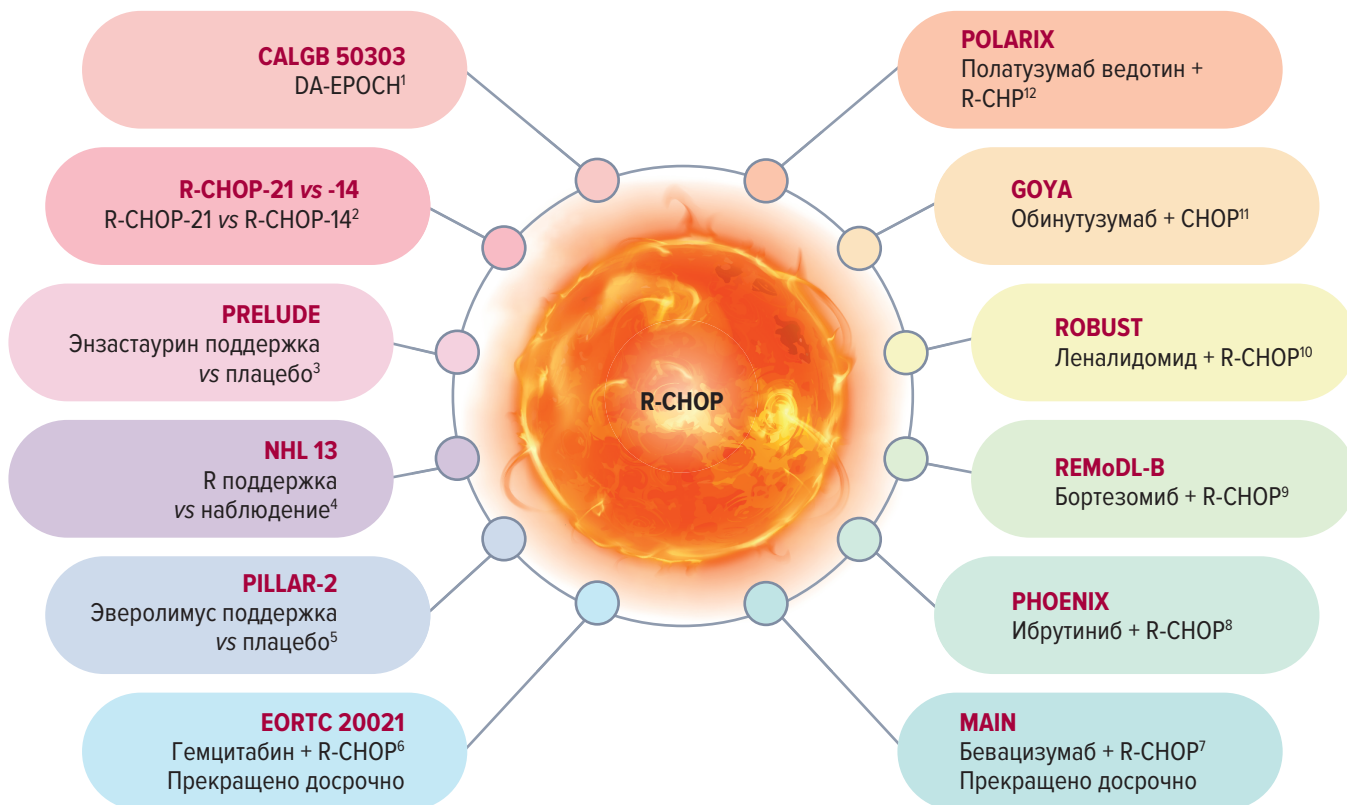 CALGB 50303
DA-EPOCH¹
R-CHOP-21 vs -14
R-CHOP-21 vs R-CHOP-14²
PRELUDE
Энзастаурин поддержка
vs плацебо³
NHL 13
R поддержка
vs наблюдение⁴
PILLAR-2
Эверолимус поддержка
vs плацебо⁵
EORTC 20021
Гемцитабин + R-CHOP⁶
Прекращено досрочно
R-CHOP
POLARIX
Полатузумаб ведотин +
R-CHP¹²
GOYA
Обинутузумаб + CHOP¹¹
ROBUST
Леналидомид + R-CHOP¹⁰
REMoDL-B
Бортезомиб + R-CHOP⁹
PHOENIX
Ибрутиниб + R-CHOP⁸
MAIN
Бевацизумаб + R-CHOP⁷
Прекращено досрочно